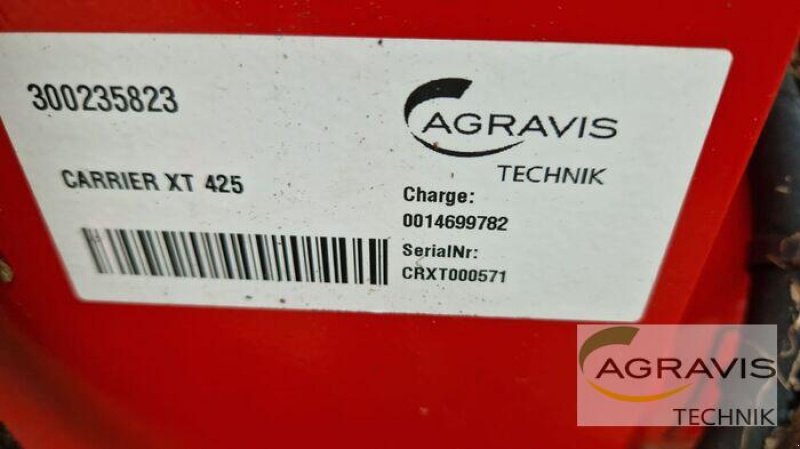 300235823
AGRAVIS
TECHNIK
CARRIER XT 425
Charge:
0014699782
SerialNr:
CRXT000571
AGRAVIS
TECHNIK